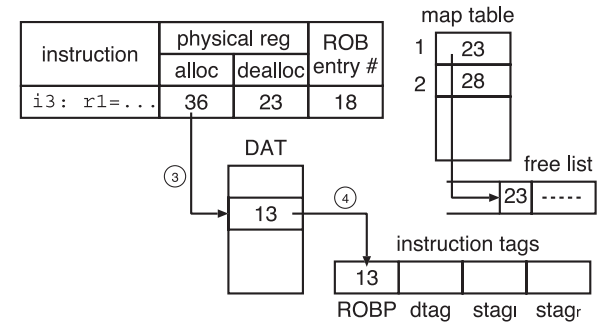 instruction physical reg ROB entry #
alloc dealloc
i3: r1=... 36 23 18
map table
1 23
2 28
free list
23 -----
DAT
③
13
④
instruction tags
13
ROBP dtag stagl stagr